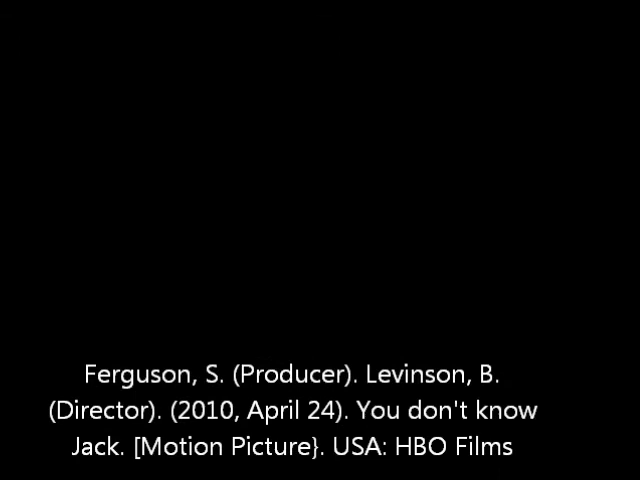 Ferguson, S. (Producer). Levinson, B.
(Director). (2010, April 24). You don't know
Jack. [Motion Picture}. USA: HBO Films